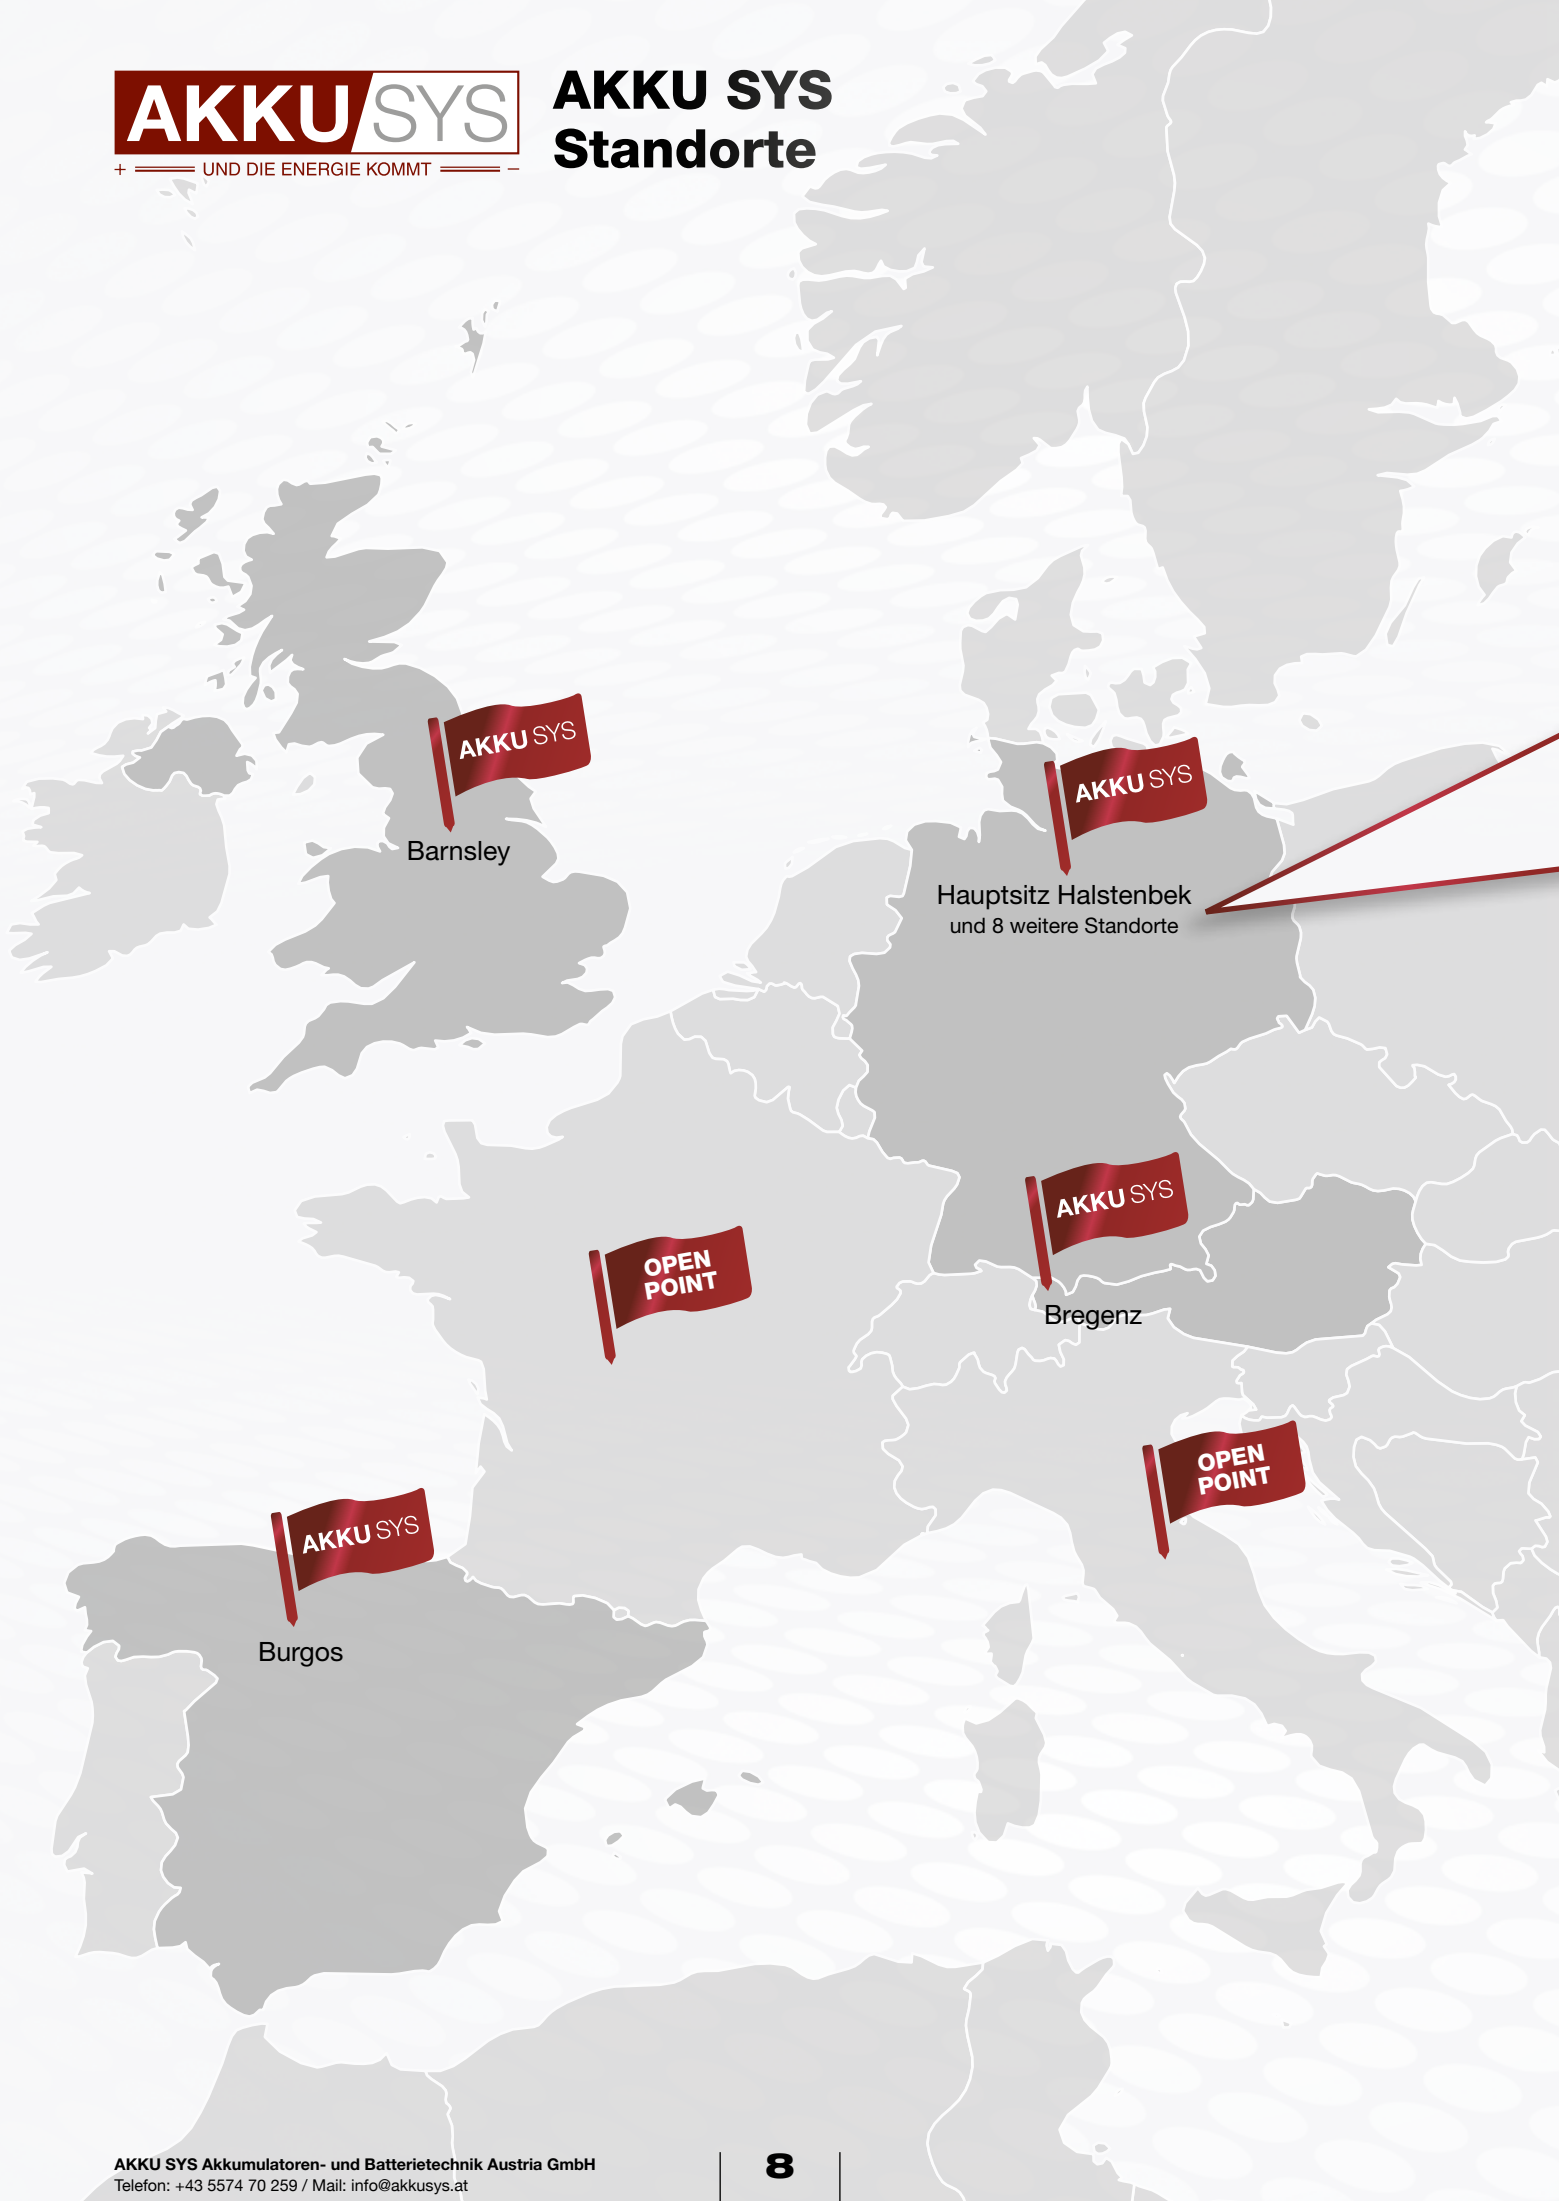 AKKU SYS
+ UND DIE ENERGIE KOMMT –
AKKU SYS
Standorte
AKKU SYS
Barnsley
AKKU SYS
Hauptsitz Halstenbek
und 8 weitere Standorte
AKKU SYS
Bregenz
OPEN
POINT
OPEN
POINT
AKKU SYS
Burgos
AKKU SYS Akkumulatoren- und Batterietechnik Austria GmbH
Telefon: +43 5574 70 259 / Mail: info@akkusys.at
8